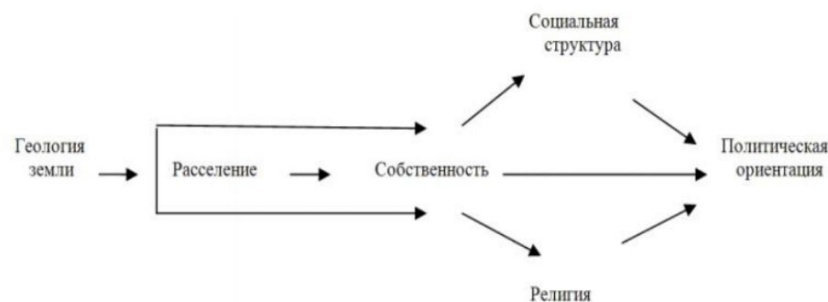 Социальная
структура
Геология
земли
Расселение
Собственность
Политическая
ориентация
Религия